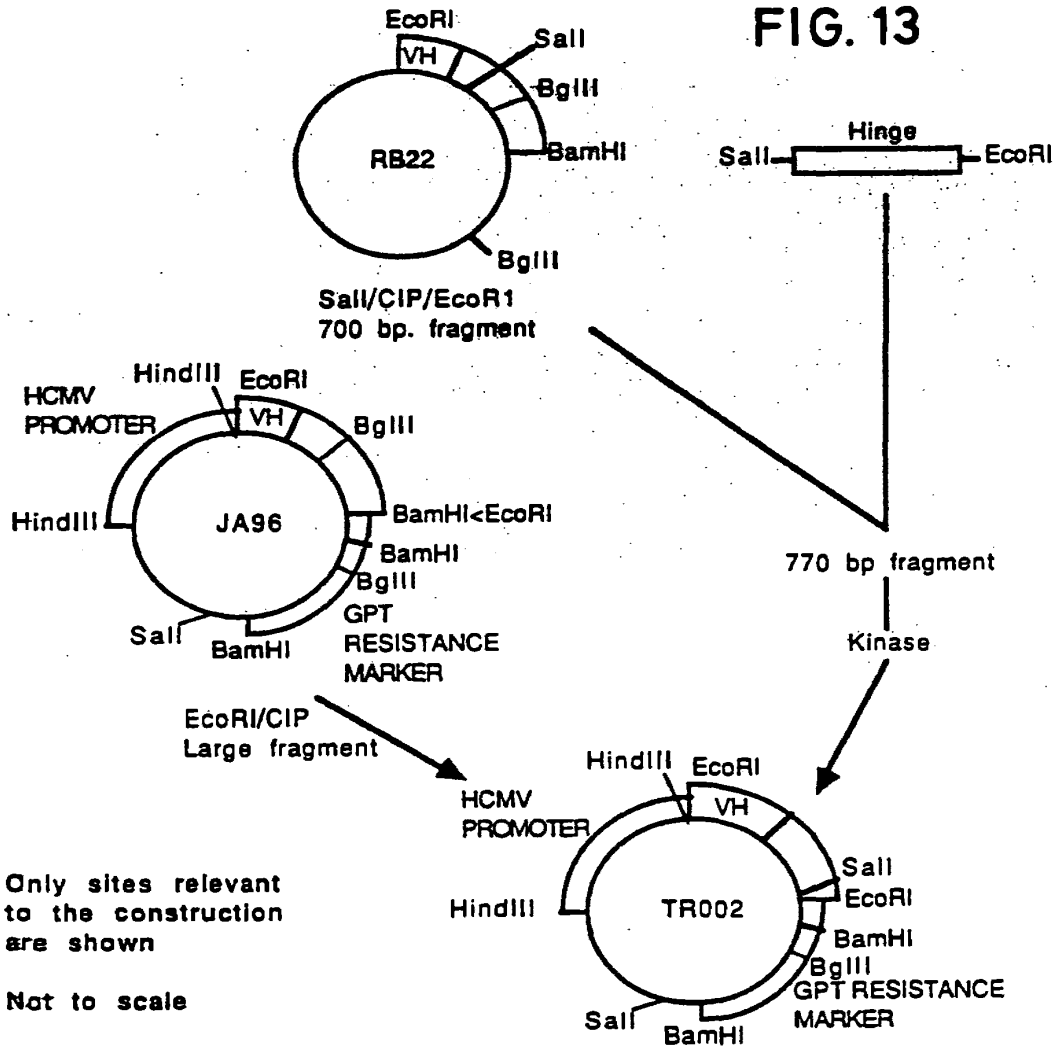 FIG. 13
EcoRI
VH
SalI
BglII
BamHI
RB22
BglII
SalI/CIP/EcoR1
700 bp. fragment
Hinge
SalI
EcoRI
HCMV
PROMOTER
HindIII
EcoRI
VH
BglII
HindIII
JA96
BamHI<EcoRI
BamHI
BglII
GPT
RESISTANCE
MARKER
SalI
BamHI
770 bp fragment
Kinase
EcoRI/CIP
Large fragment
HCMV
PROMOTER
HindIII
EcoRI
VH
SalI
EcoRI
HindIII
TR002
BamHI
BglII
GPT RESISTANCE
MARKER
SalI
BamHI
Only sites relevant
to the construction
are shown
Not to scale